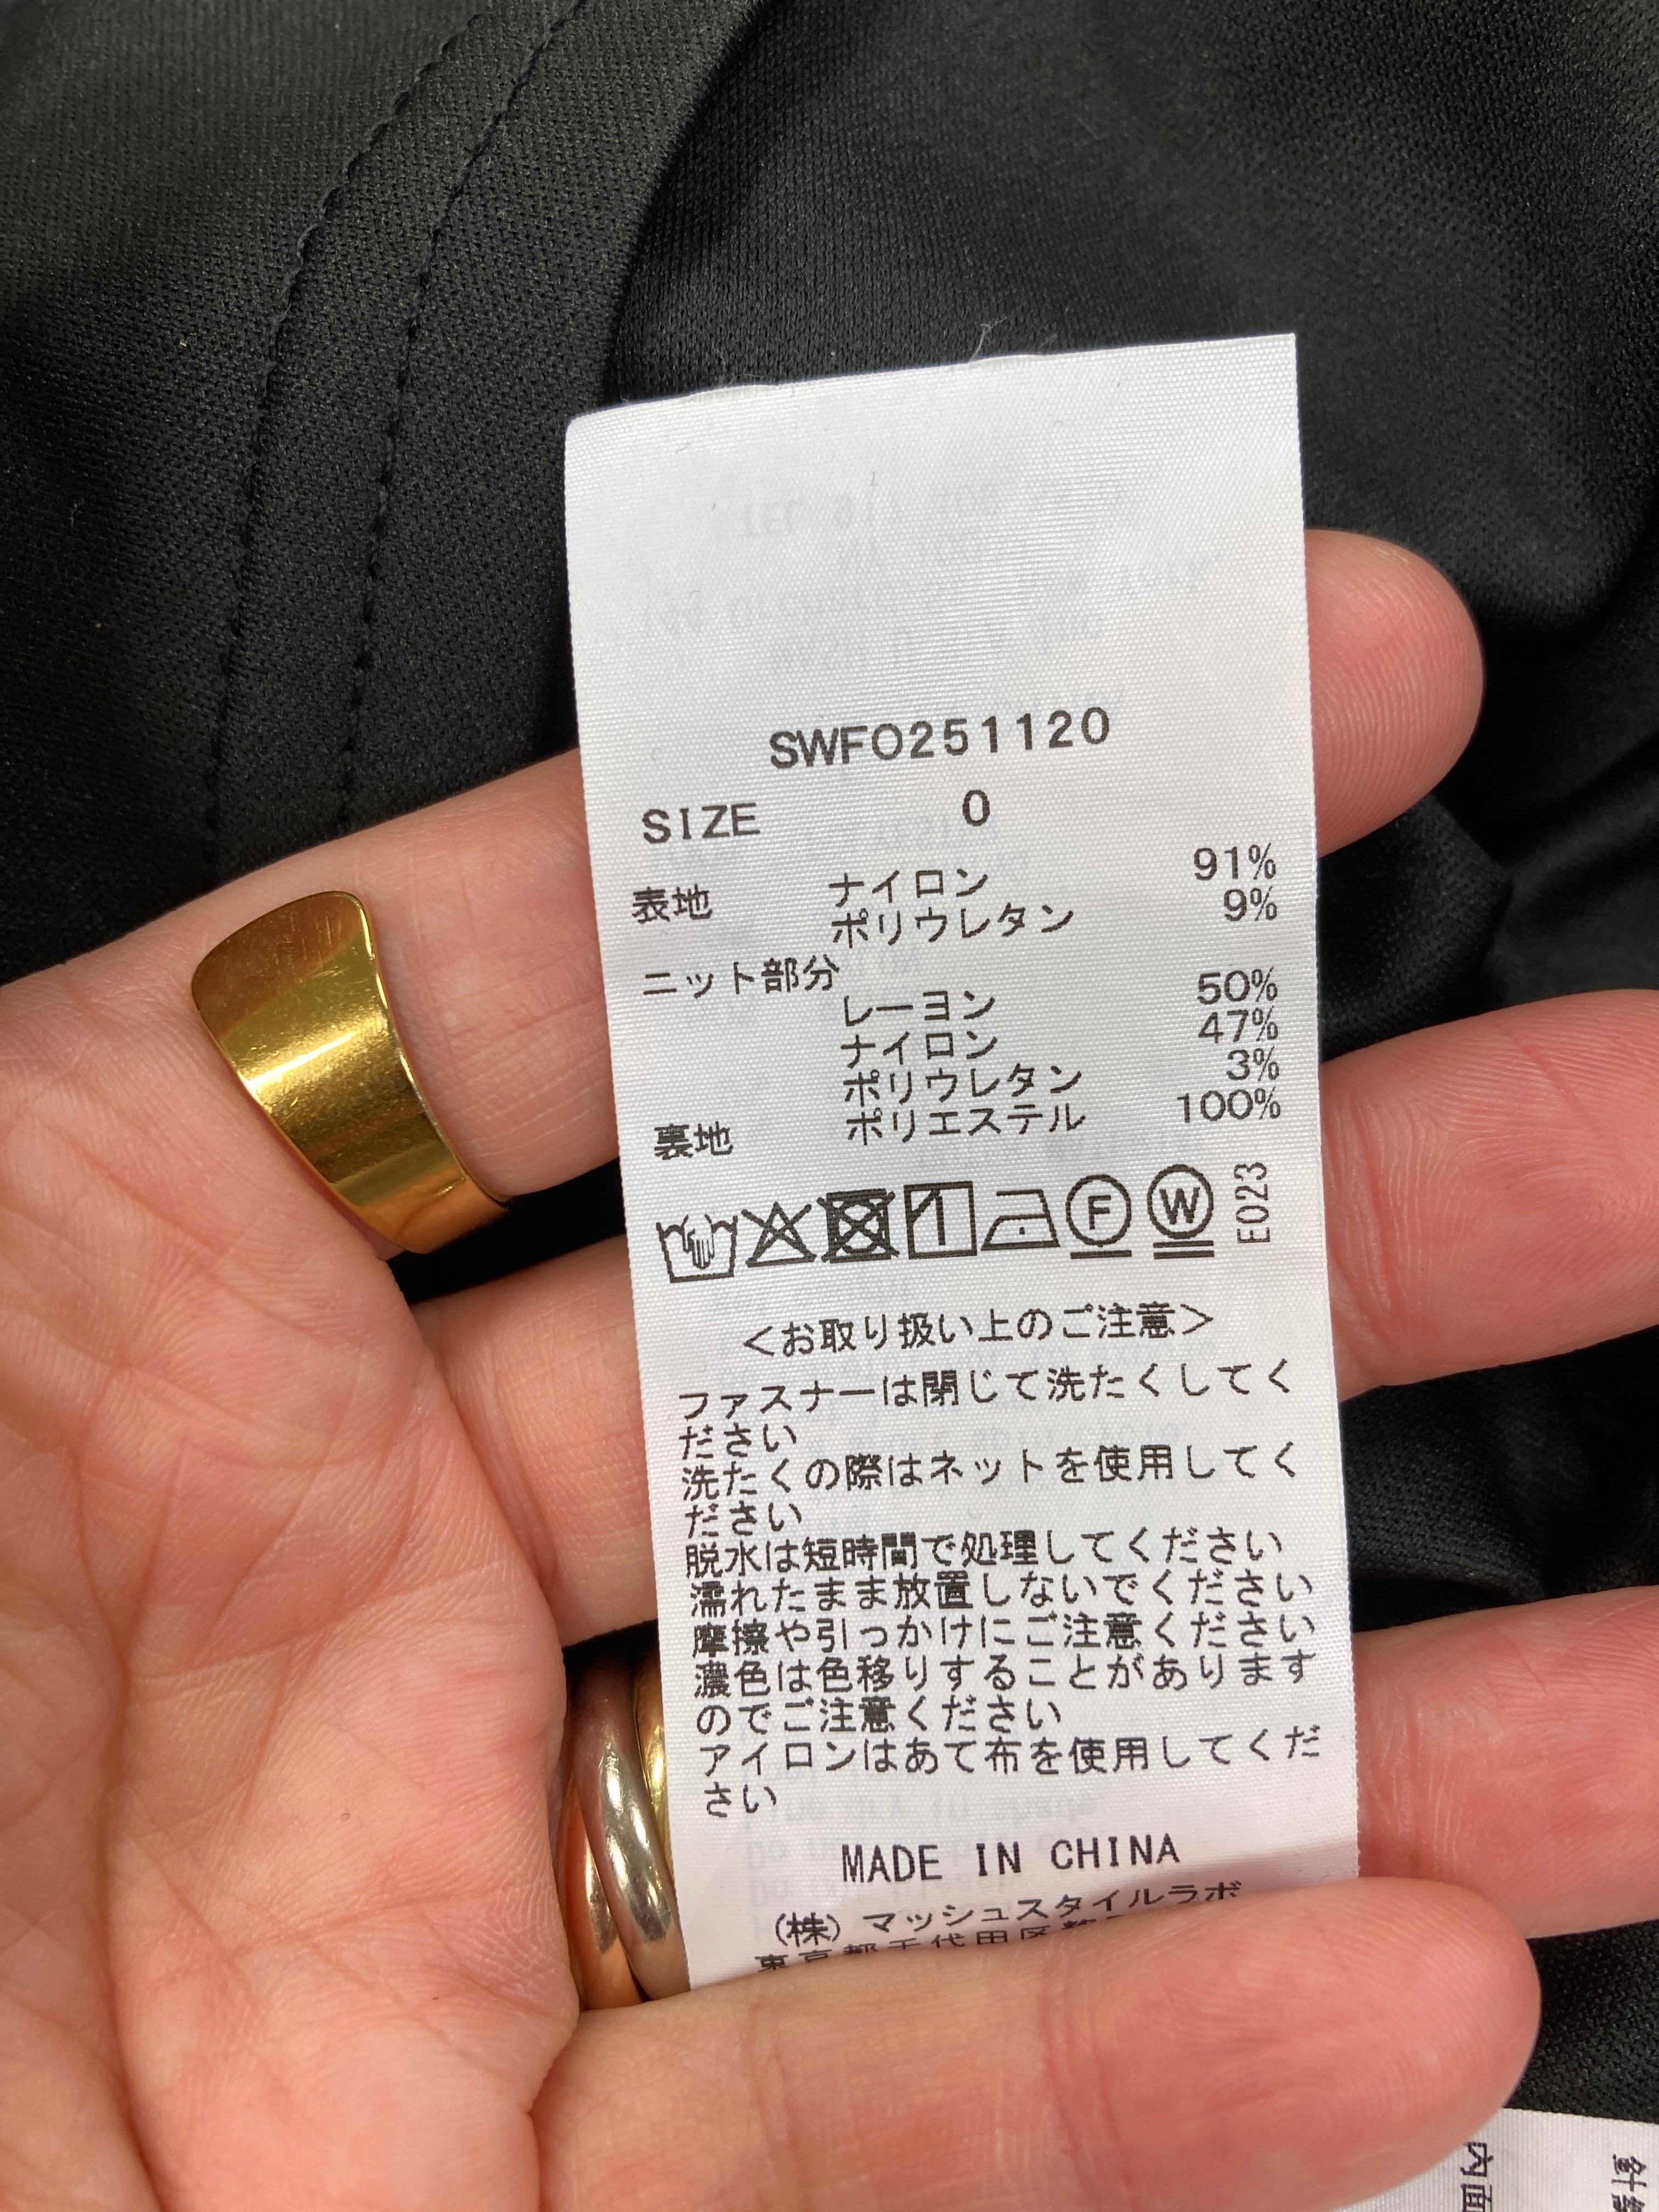 SWFO251120
SIZE 0
表地 ナイロン 91%
ポリウレタン 9%
ニット部分
レーヨン 50%
ナイロン 47%
ポリウレタン 3%
裏地 ポリエステル 100%
1 F W E023
<お取り扱い上のご注意>
ファスナーは閉じて洗たくしてく
ださい
洗たくの際はネットを使用してく
ださい
脱水は短時間で処理してください
濡れたまま放置しないでください
摩擦や引っかけにご注意ください
濃色は色移りすることがあります
のでご注意ください
アイロンはあて布を使用してくだ
さい
MADE IN CHINA
(株) マッシュスタイルラボ
東京都千代田区
内面